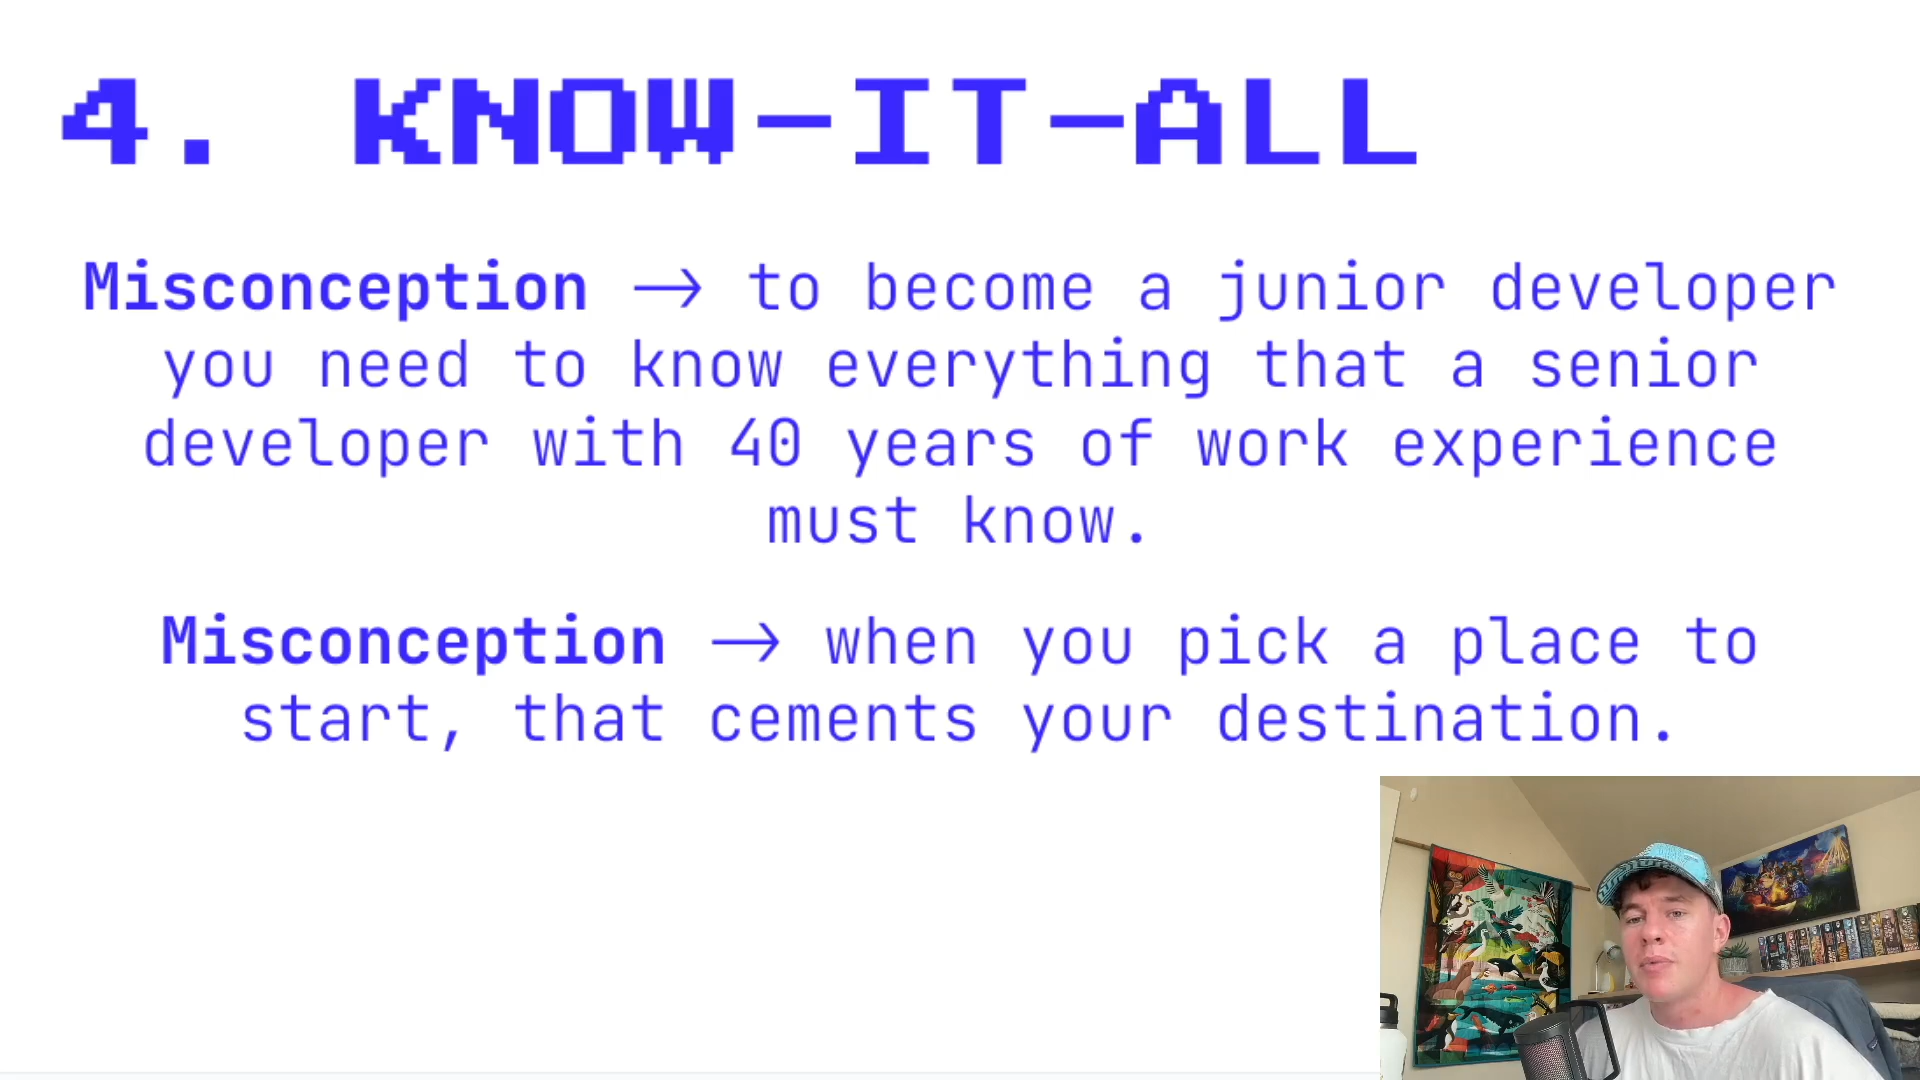 4. KNOW-IT-ALL
Misconception → to become a junior developer
you need to know everything that a senior
developer with 40 years of work experience
must know.
Misconception → when you pick a place to
start, that cements your destination.